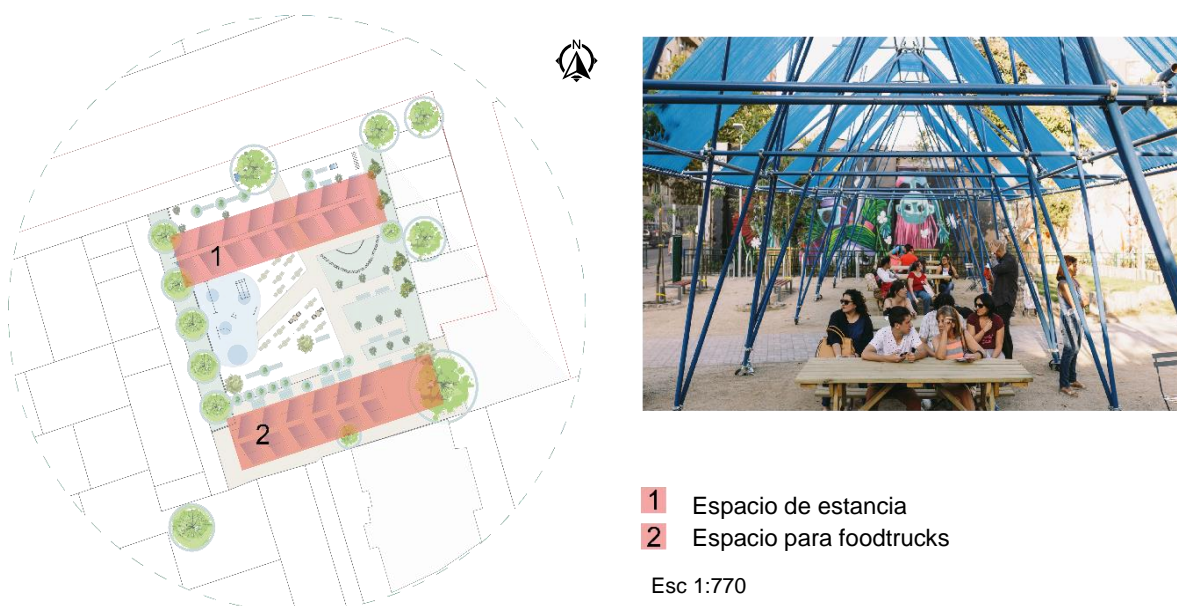 N
1
2
1 Espacio de estancia
2 Espacio para foodtrucks
Esc 1:770